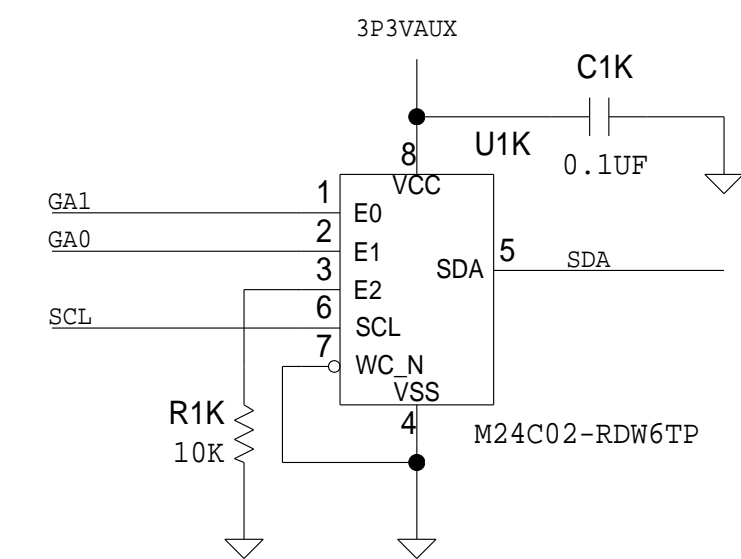 3P3VAUX
C1K
U1K
0.1UF
8
VCC
GA1
1
E0
GA0
2
E1
3
E2
SCL
6
SCL
7
WC_N
VSS
4
SDA
5
SDA
R1K
10K
M24C02-RDW6TP